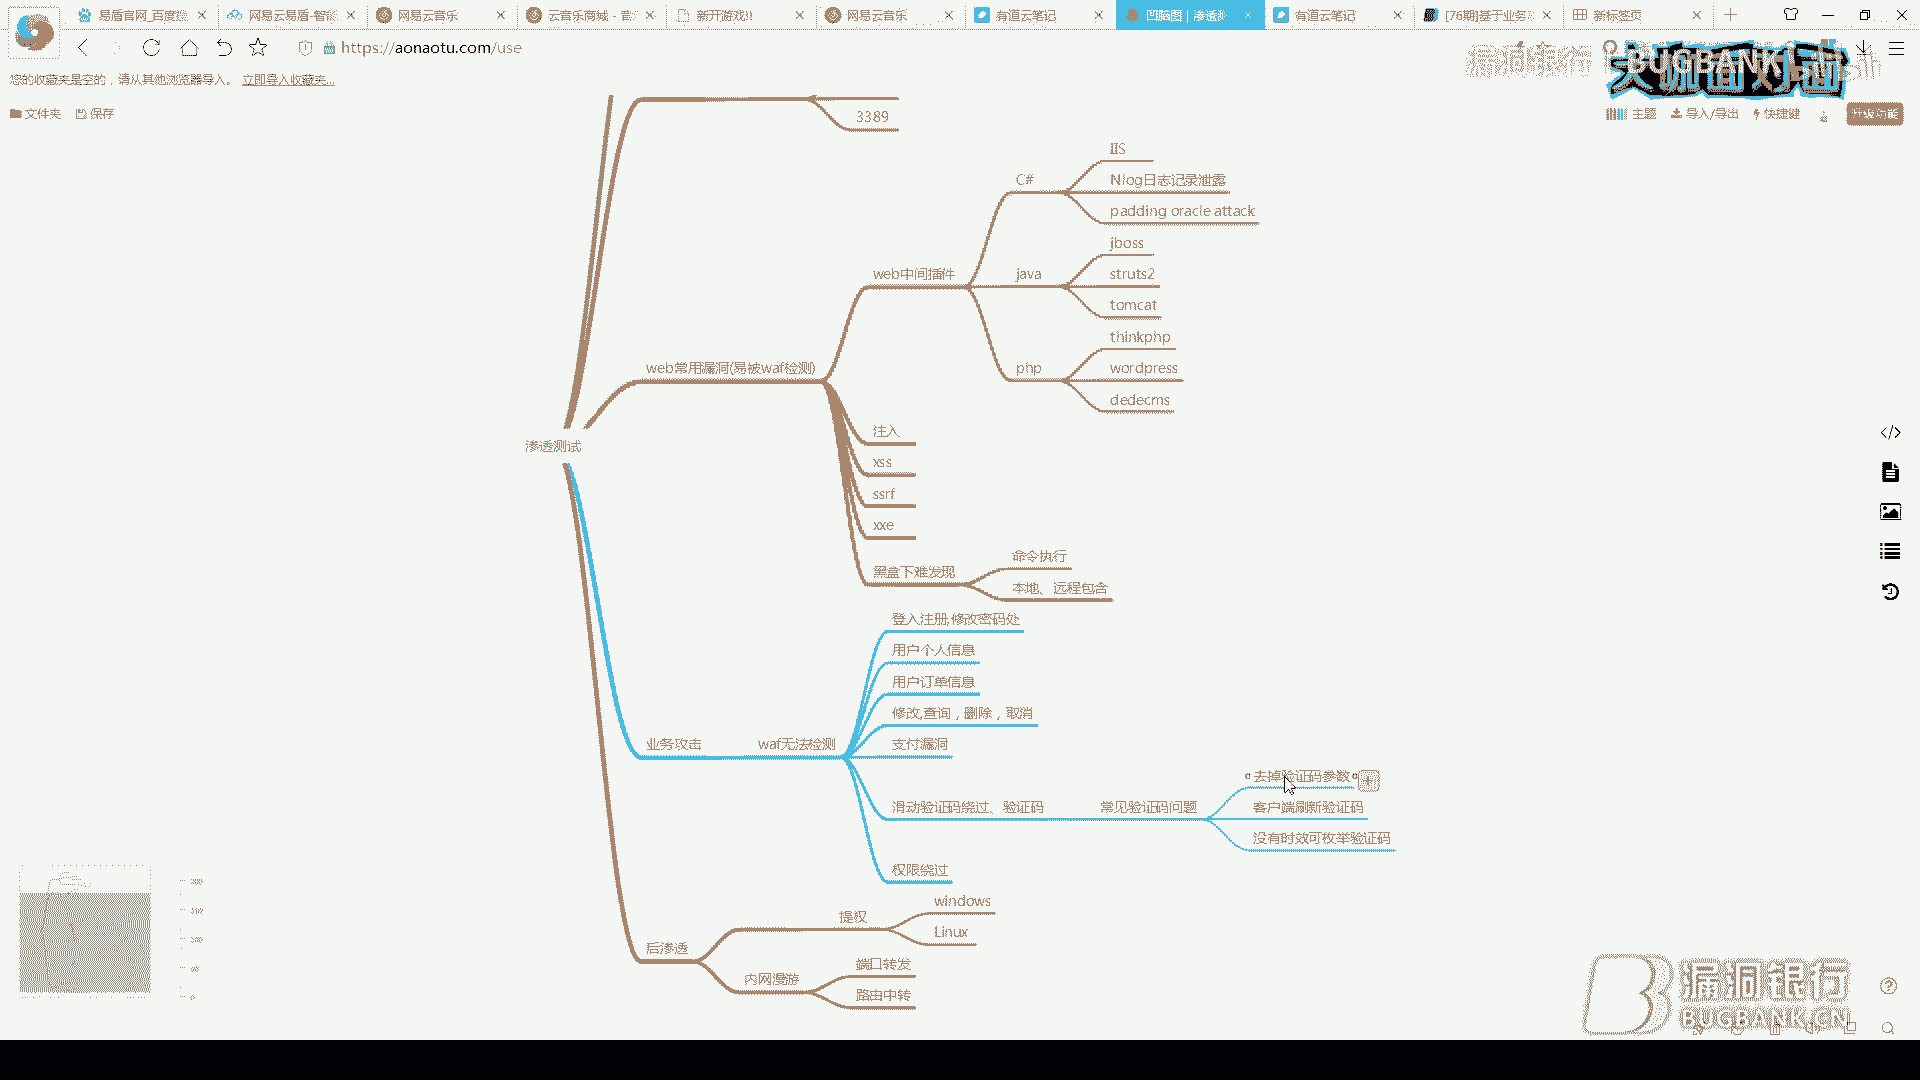 易盾官网_百度搜
网易云易盾-智能
网易云音乐
云音乐商城 - 音
新开游戏!!
网易云音乐
有道云笔记
凹脑图 | 渗透测
有道云笔记
[76期]基于业务
新标签页
https://aonaotu.com/use
您的收藏夹是空的，请从其他浏览器导入。 立即导入收藏夹...
漏洞银行 BUGBANK
大咖面对面
文件夹 保存
主题 导入/导出 快捷键 升级功能
3389
IIS
C#
Nlog日志记录泄露
padding oracle attack
jboss
web中间插件
java
struts2
tomcat
thinkphp
web常用漏洞(易被waf检测)
php
wordpress
dedecms
注入
渗透测试
xss
ssrf
xxe
命令执行
黑盒下难发现
本地、远程包含
登入注册,修改密码处
用户个人信息
用户订单信息
修改,查询，删除，取消
业务攻击
waf无法检测
支付漏洞
去掉验证码参数
滑动验证码绕过、验证码
常见验证码问题
客户端刷新验证码
没有时效可枚举验证码
权限绕过
windows
提权
Linux
后渗透
端口转发
内网漫游
路由中转
漏洞银行
BUGBANK.CN